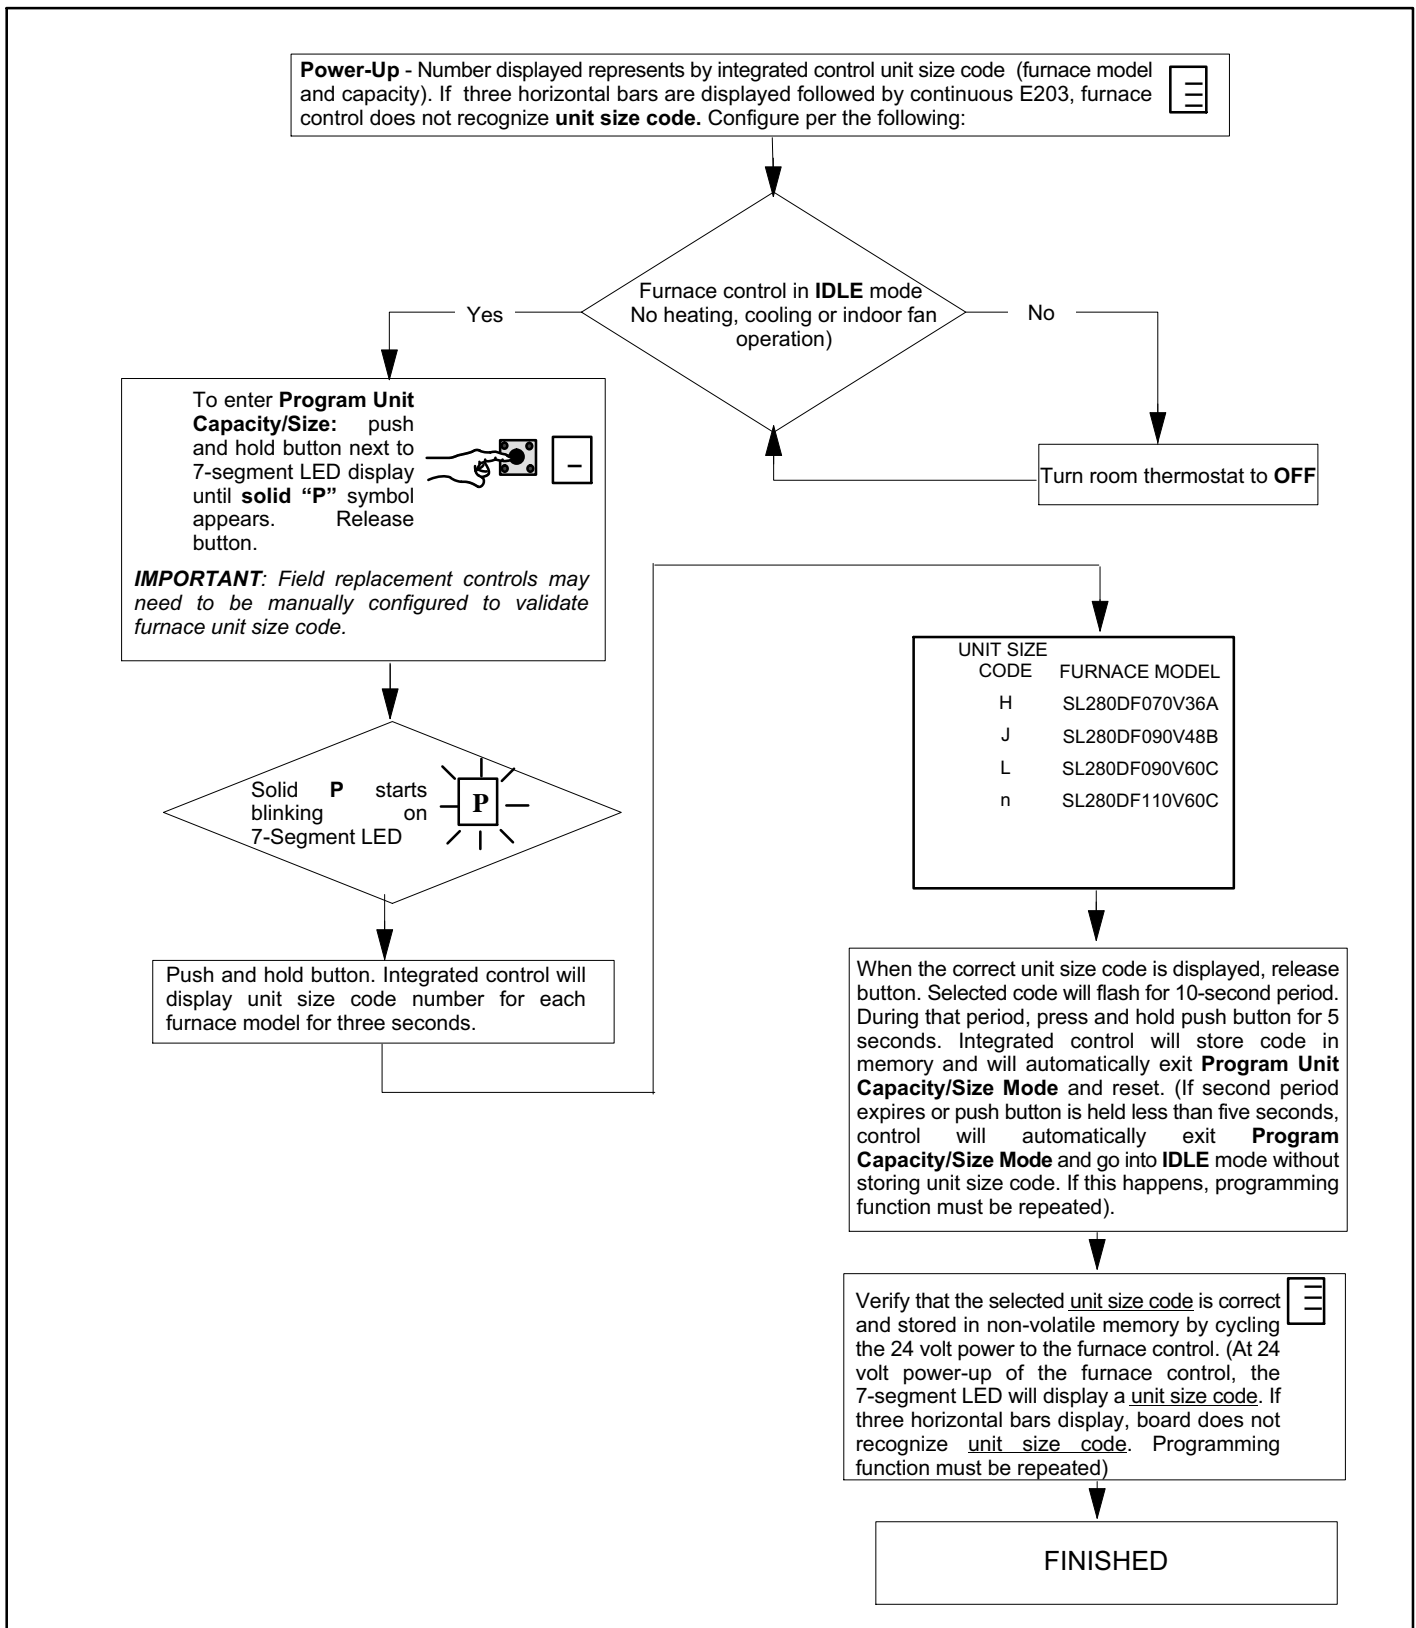 Power-Up - Number displayed represents by integrated control unit size code (furnace model
and capacity). If three horizontal bars are displayed followed by continuous E203, furnace
control does not recognize unit size code. Configure per the following:
Furnace control in IDLE mode
No heating, cooling or indoor fan
operation)
Yes
No
To enter Program Unit
Capacity/Size: push
and hold button next to
7-segment LED display
until solid “P” symbol
appears. Release
button.
IMPORTANT: Field replacement controls may
need to be manually configured to validate
furnace unit size code.
Turn room thermostat to OFF
Solid P starts
blinking on
7-Segment LED
P
Push and hold button. Integrated control will
display unit size code number for each
furnace model for three seconds.
UNIT SIZE
CODE FURNACE MODEL
H SL280DF070V36A
J SL280DF090V48B
L SL280DF090V60C
n SL280DF110V60C
When the correct unit size code is displayed, release
button. Selected code will flash for 10-second period.
During that period, press and hold push button for 5
seconds. Integrated control will store code in
memory and will automatically exit Program Unit
Capacity/Size Mode and reset. (If second period
expires or push button is held less than five seconds,
control will automatically exit Program
Capacity/Size Mode and go into IDLE mode without
storing unit size code. If this happens, programming
function must be repeated).
Verify that the selected unit size code is correct
and stored in non-volatile memory by cycling
the 24 volt power to the furnace control. (At 24
volt power-up of the furnace control, the
7-segment LED will display a unit size code. If
three horizontal bars display, board does not
recognize unit size code. Programming
function must be repeated)
FINISHED